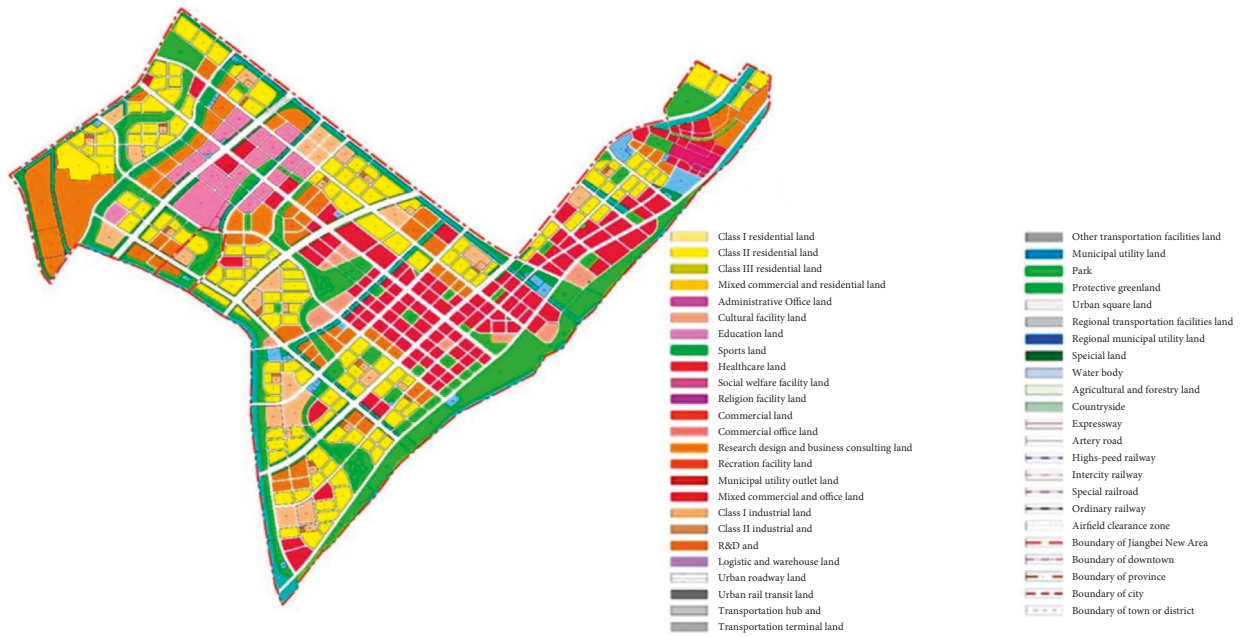 Class I residential land
Class II residential land
Class III residential land
Mixed commercial and residential land
Administrative Office land
Cultural facility land
Education land
Sports land
Healthcare land
Social welfare facility land
Religion facility land
Commercial land
Commercial office land
Research design and business consulting land
Recration facility land
Municipal utility outlet land
Mixed commercial and office land
Class I industrial land
Class II industrial and
R&D and
Logistic and warehouse land
Urban roadway land
Urban rail transit land
Transportation hub and
Transportation terminal land
Other transportation facilities land
Municipal utility land
Park
Protective greenland
Urban square land
Regional transportation facilities land
Regional municipal utility land
Speicial land
Water body
Agricultural and forestry land
Countryside
Expressway
Artery road
Highs-peed railway
Intercity railway
Special railroad
Ordinary railway
Airfield clearance zone
Boundary of Jiangbei New Area
Boundary of downtown
Boundary of province
Boundary of city
Boundary of town or district